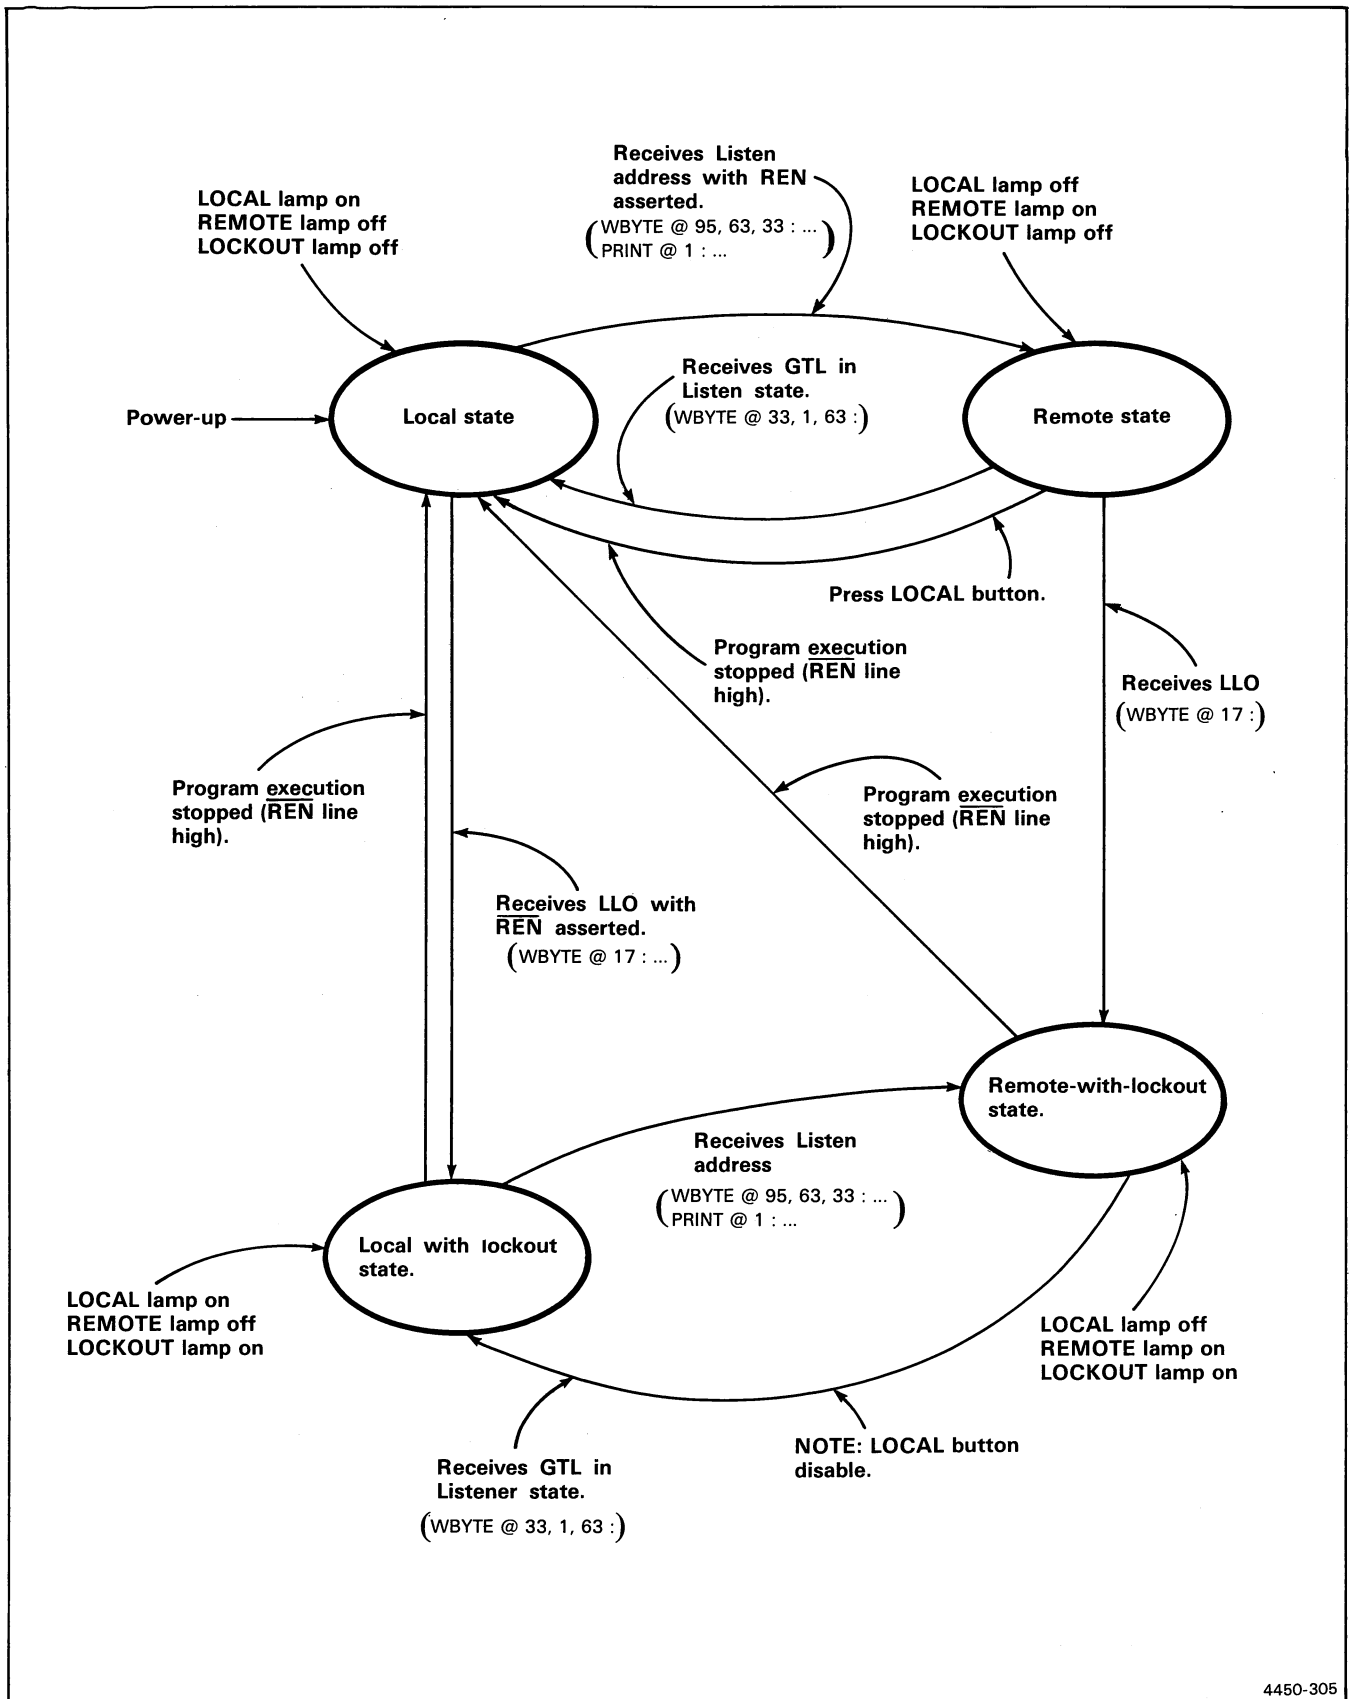 Receives Listen
address with REN
asserted.
(WBYTE @ 95, 63, 33 : ...
PRINT @ 1 : ...)
LOCAL lamp on
REMOTE lamp off
LOCKOUT lamp off
LOCAL lamp off
REMOTE lamp on
LOCKOUT lamp off
Receives GTL in
Listen state.
(WBYTE @ 33, 1, 63 :)
Power-up
Local state
Remote state
Press LOCAL button.
Program execution
stopped (R̅E̅N̅ line
high).
Receives LLO
(WBYTE @ 17 :)
Program execution
stopped (R̅E̅N̅ line
high).
Program execution
stopped (R̅E̅N̅ line
high).
Receives LLO with
R̅E̅N̅ asserted.
(WBYTE @ 17 : ...)
Remote-with-lockout
state.
Receives Listen
address
(WBYTE @ 95, 63, 33 : ...
PRINT @ 1 : ...)
Local with lockout
state.
LOCAL lamp on
REMOTE lamp off
LOCKOUT lamp on
LOCAL lamp off
REMOTE lamp on
LOCKOUT lamp on
NOTE: LOCAL button
disable.
Receives GTL in
Listener state.
(WBYTE @ 33, 1, 63 :)
4450-305